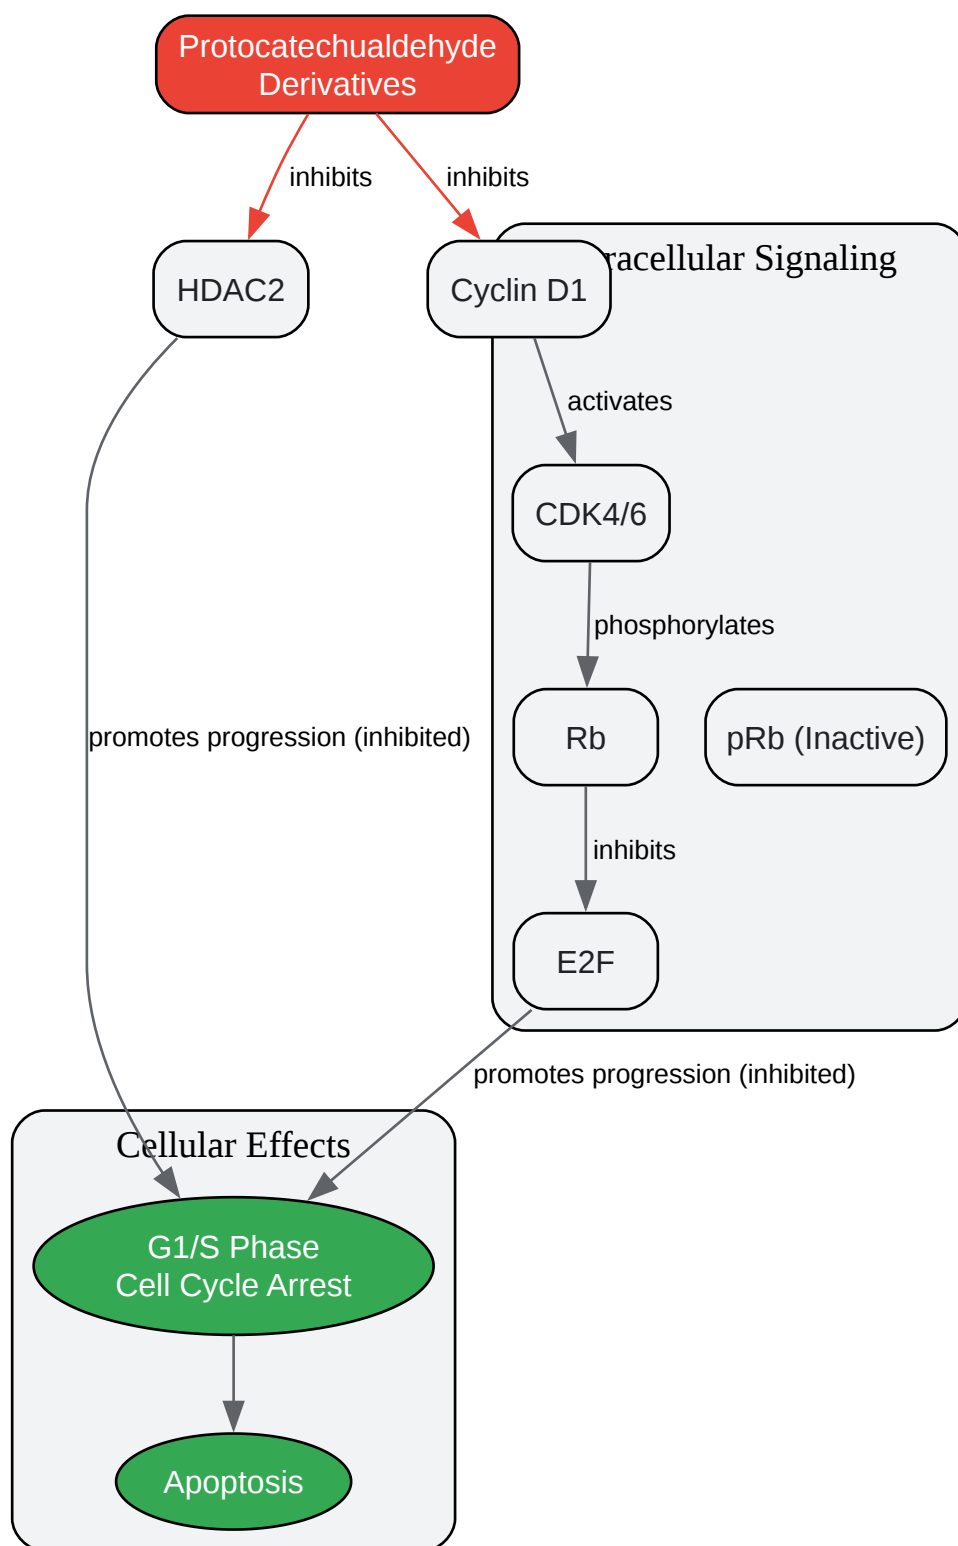 Protocatechualdehyde
Derivatives
inhibits
inhibits
racellular Signaling
HDAC2
Cyclin D1
activates
CDK4/6
phosphorylates
promotes progression (inhibited)
Rb
pRb (Inactive)
inhibits
E2F
promotes progression (inhibited)
Cellular Effects
G1/S Phase
Cell Cycle Arrest
Apoptosis